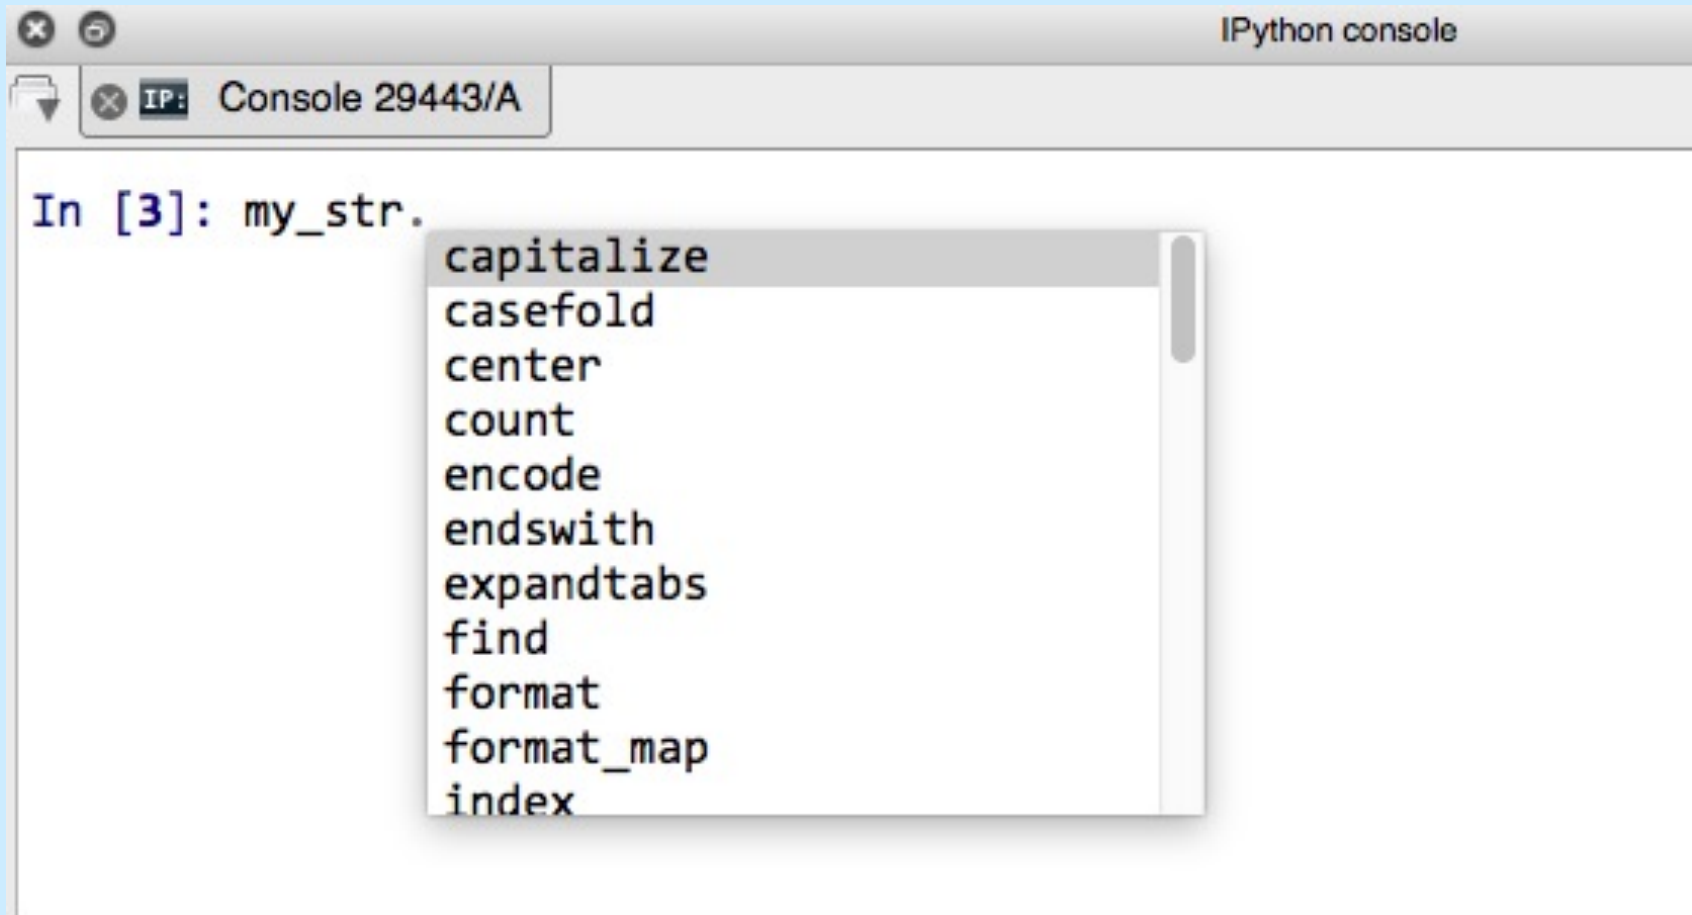 IPython console
IP: Console 29443/A
In [3]: my_str.
capitalize
casefold
center
count
encode
endswith
expandtabs
find
format
format_map
index